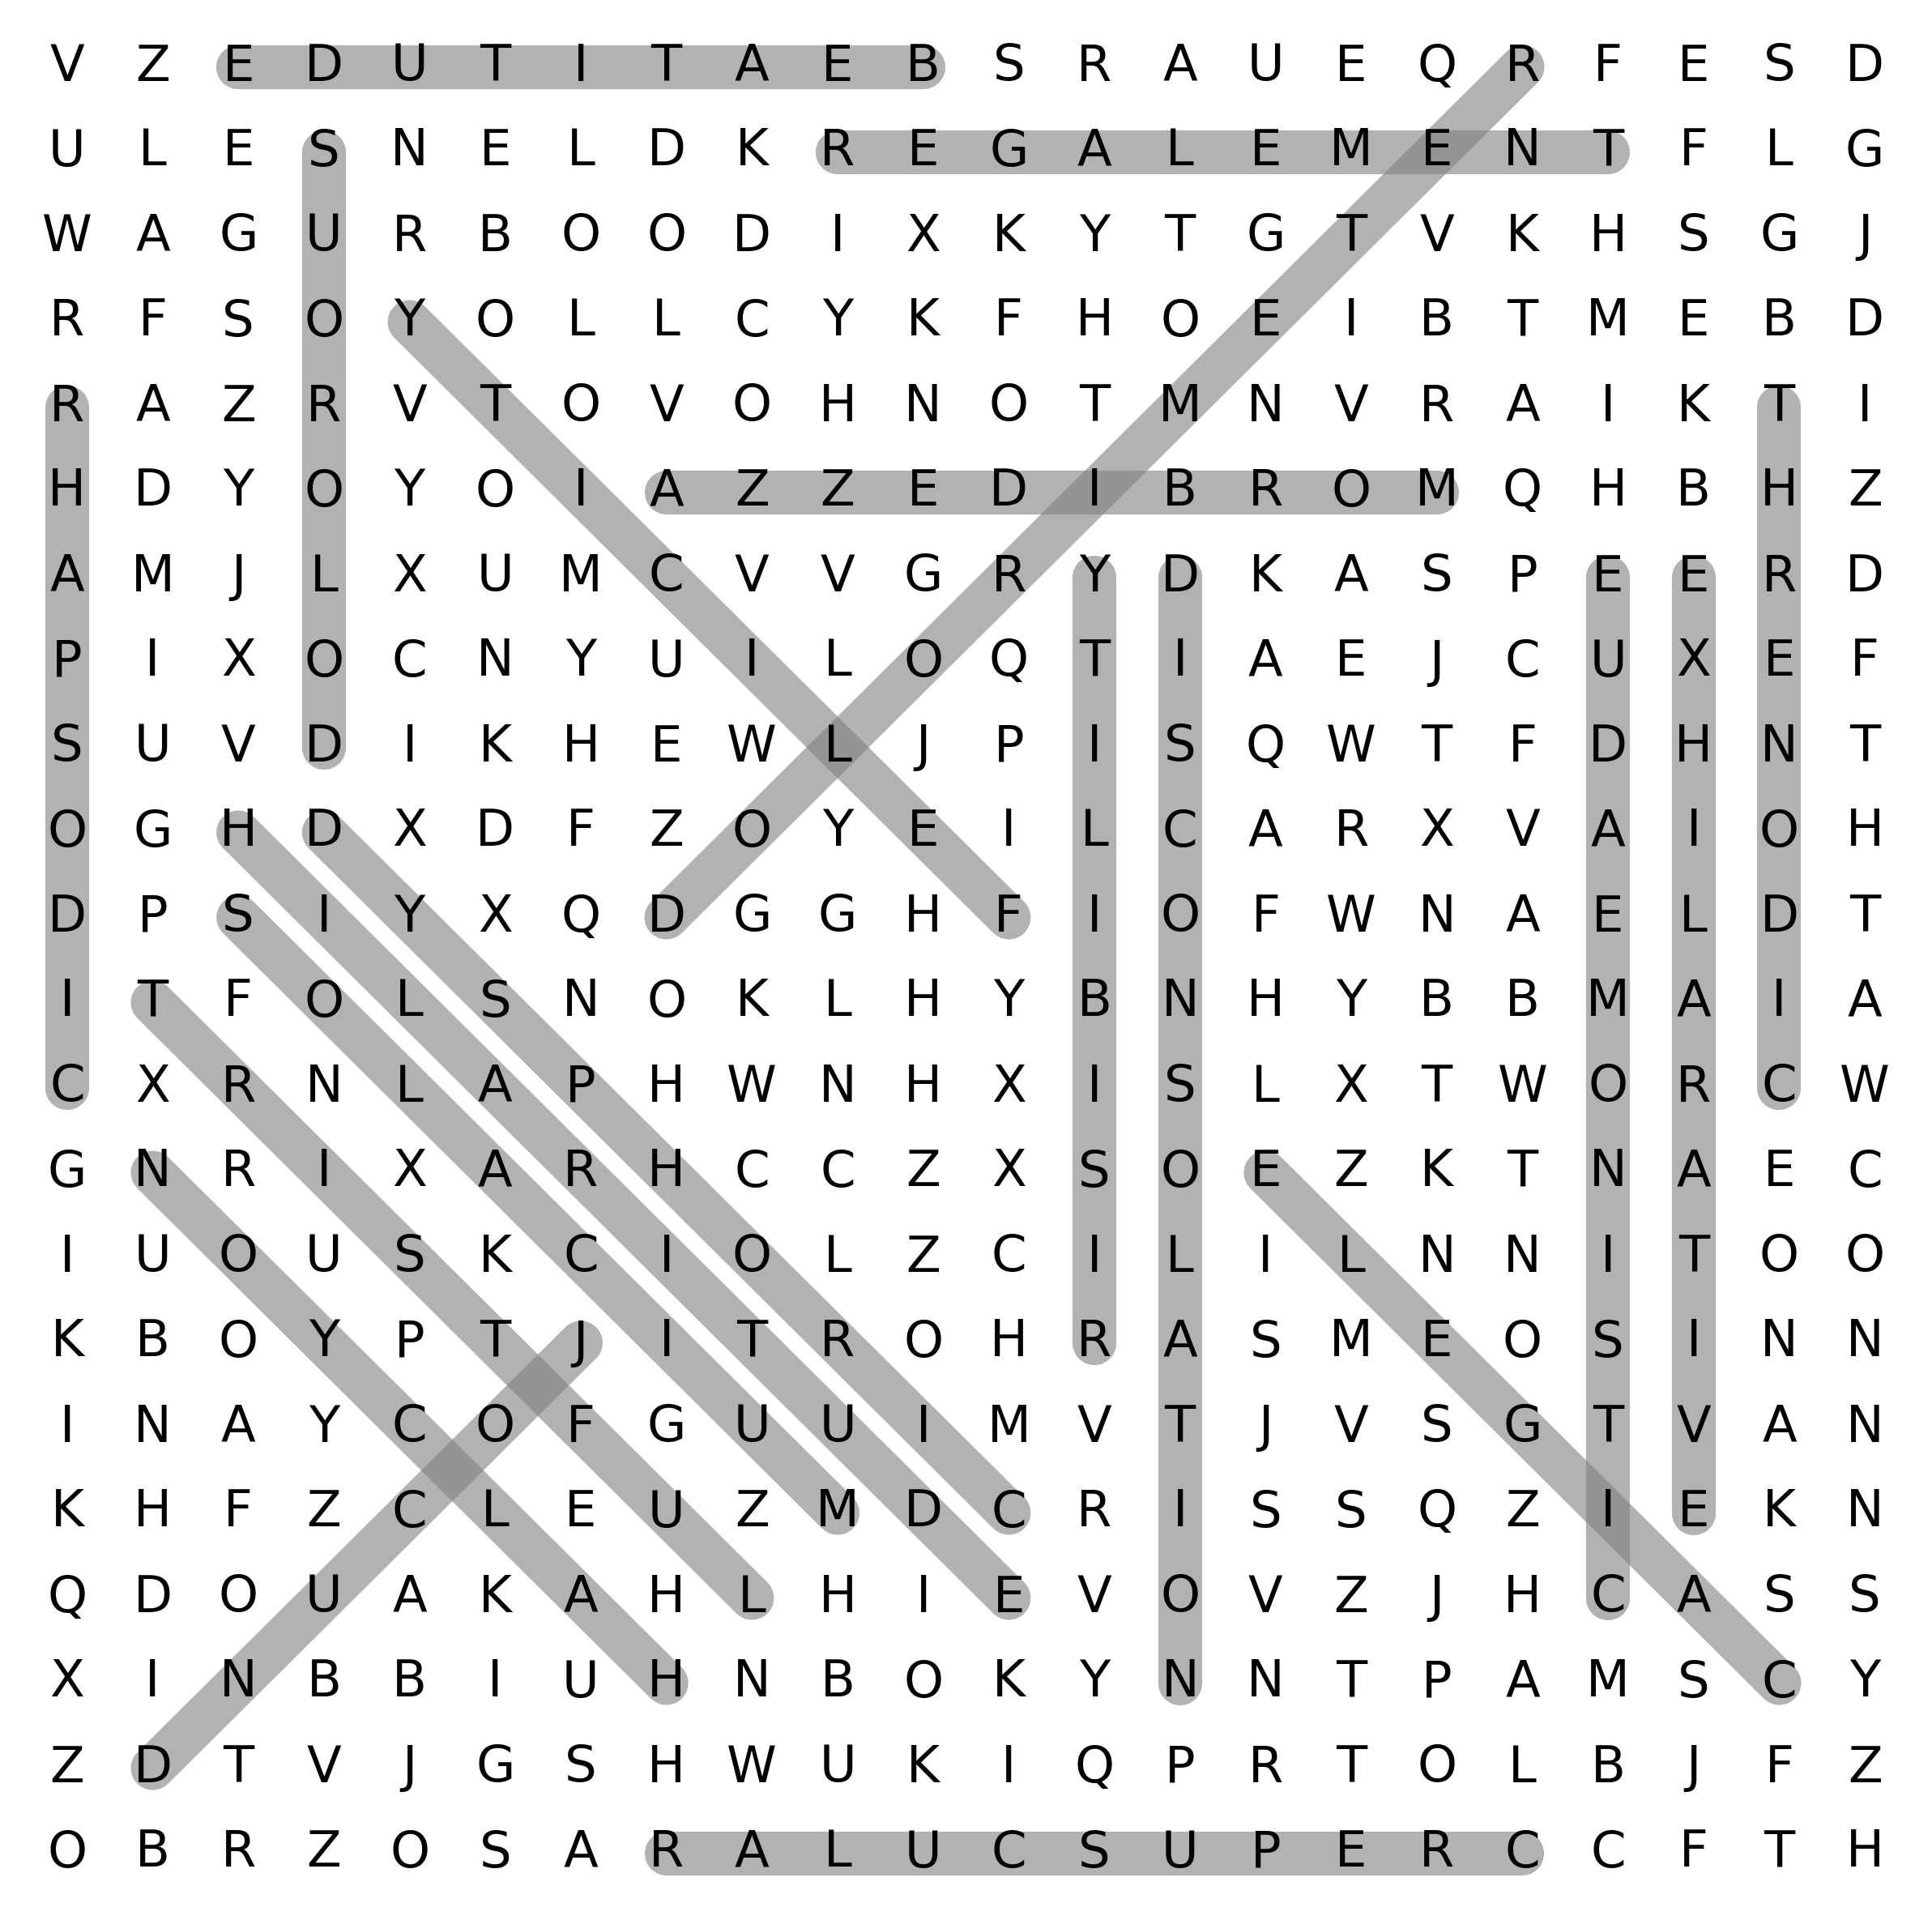 V Z E D U T I T A E B S R A U E Q R F E S D
U L E S N E L D K R E G A L E M E N T F L G
W A G U R B O O D I X K Y T G T V K H S G J
R F S O Y O L L C Y K F H O E I B T M E B D
R A Z R V T O V O H N O T M N V R A I K T I
H D Y O Y O I A Z Z E D I B R O M Q H B H Z
A M J L X U M C V V G R Y D K A S P E E R D
P I X O C N Y U I L O Q T I A E J C U X E F
S U V D I K H E W L J P I S Q W T F D H N T
O G H D X D F Z O Y E I L C A R X V A I O H
D P S I Y X Q D G G H F I O F W N A E L D T
I T F O L S N O K L H Y B N H Y B B M A I A
C X R N L A P H W N H X I S L X T W O R C W
G N R I X A R H C C Z X S O E Z K T N A E C
I U O U S K C I O L Z C I L I L N N I T O O
K B O Y P T J I T R O H R A S M E O S I N N
I N A Y C O F G U U I M V T J V S G T V A N
K H F Z C L E U Z M D C R I S S Q Z I E K N
Q D O U A K A H L H I E V O V Z J H C A S S
X I N B B I U H N B O K Y N N T P A M S C Y
Z D T V J G S H W U K I Q P R T O L B J F Z
O B R Z O S A R A L U C S U P E R C C F T H